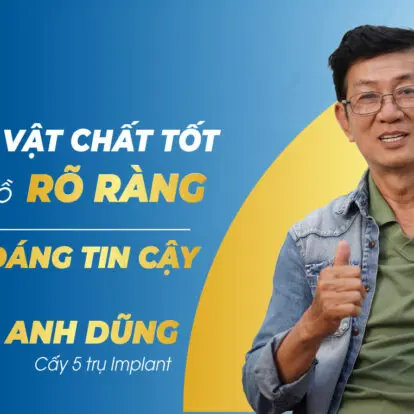 VẬT CHẤT TỐT
RÕ RÀNG
ĐÁNG TIN CẬY
ANH DŨNG
Cấy 5 trụ Implant